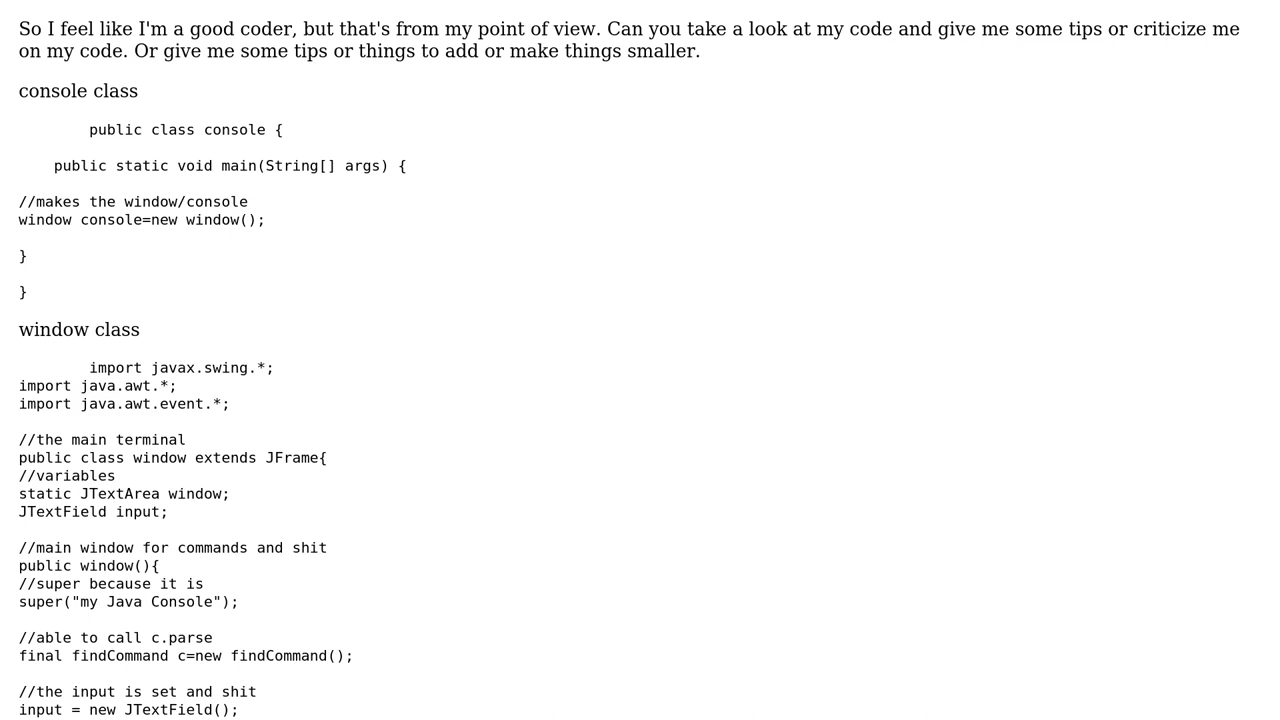 So I feel like I'm a good coder, but that's from my point of view. Can you take a look at my code and give me some tips or criticize me
on my code. Or give me some tips or things to add or make things smaller.
console class
public class console {
public static void main(String[] args) {
//makes the window/console
window console=new window();
}
}
window class
import javax.swing.*;
import java.awt.*;
import java.awt.event.*;
//the main terminal
public class window extends JFrame{
//variables
static JTextArea window;
JTextField input;
//main window for commands and shit
public window(){
//super because it is
super("my Java Console");
//able to call c.parse
final findCommand c=new findCommand();
//the input is set and shit
input = new JTextField();